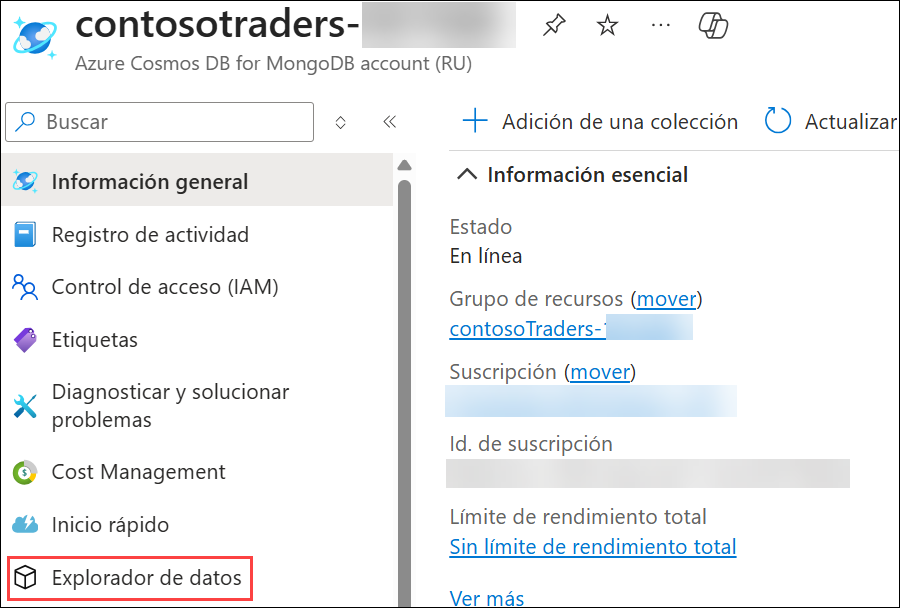 contosotraders-
Azure Cosmos DB for MongoDB account (RU)
Buscar
Adición de una colección
Actualizar
Información general
Registro de actividad
Control de acceso (IAM)
Etiquetas
Diagnosticar y solucionar
problemas
Cost Management
Inicio rápido
Explorador de datos
Información esencial
Estado
En línea
Grupo de recursos (mover)
contosoTraders-
Suscripción (mover)
Id. de suscripción
Límite de rendimiento total
Sin límite de rendimiento total
Ver más